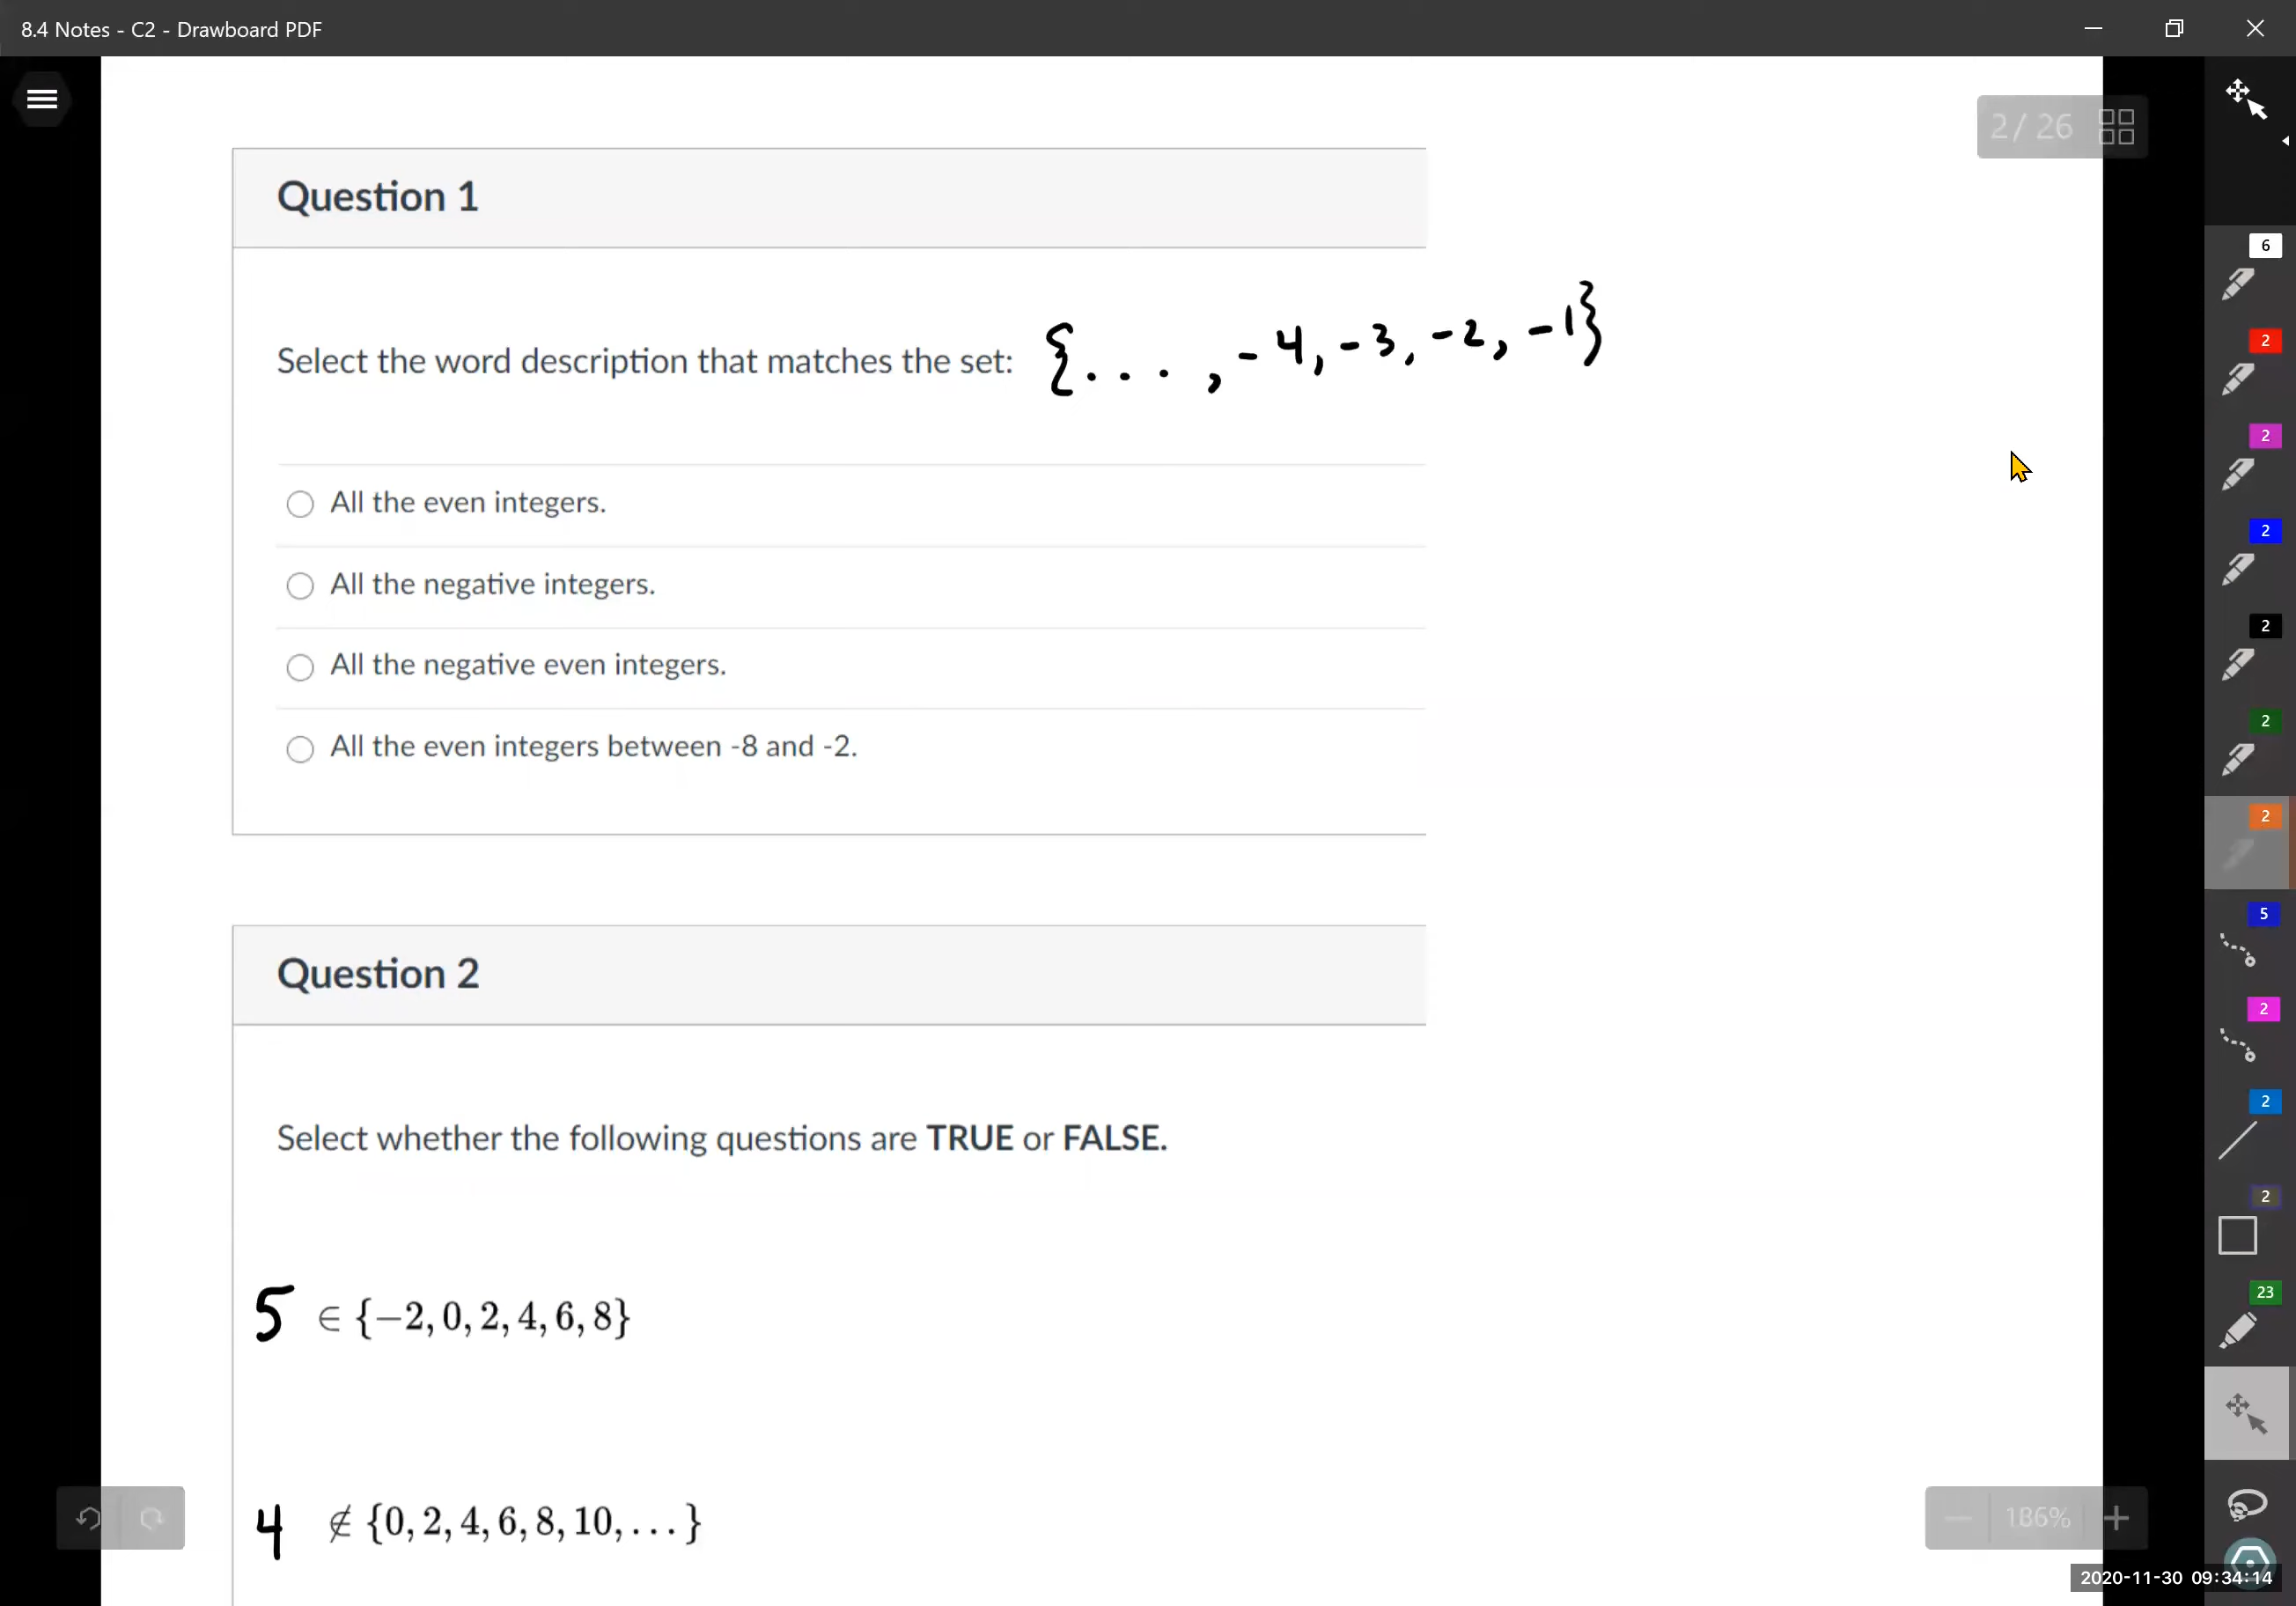 8.4 Notes - C2 - Drawboard PDF
2 / 26
Question 1
Select the word description that matches the set: {. . . , -4, -3, -2, -1}
All the even integers.
All the negative integers.
All the negative even integers.
All the even integers between -8 and -2.
Question 2
Select whether the following questions are TRUE or FALSE.
5 ∈ {−2, 0, 2, 4, 6, 8}
4 ∉ {0, 2, 4, 6, 8, 10, . . . }
6
2
2
2
2
2
2
5
2
2
2
23
186%
2020-11-30 09:34:14